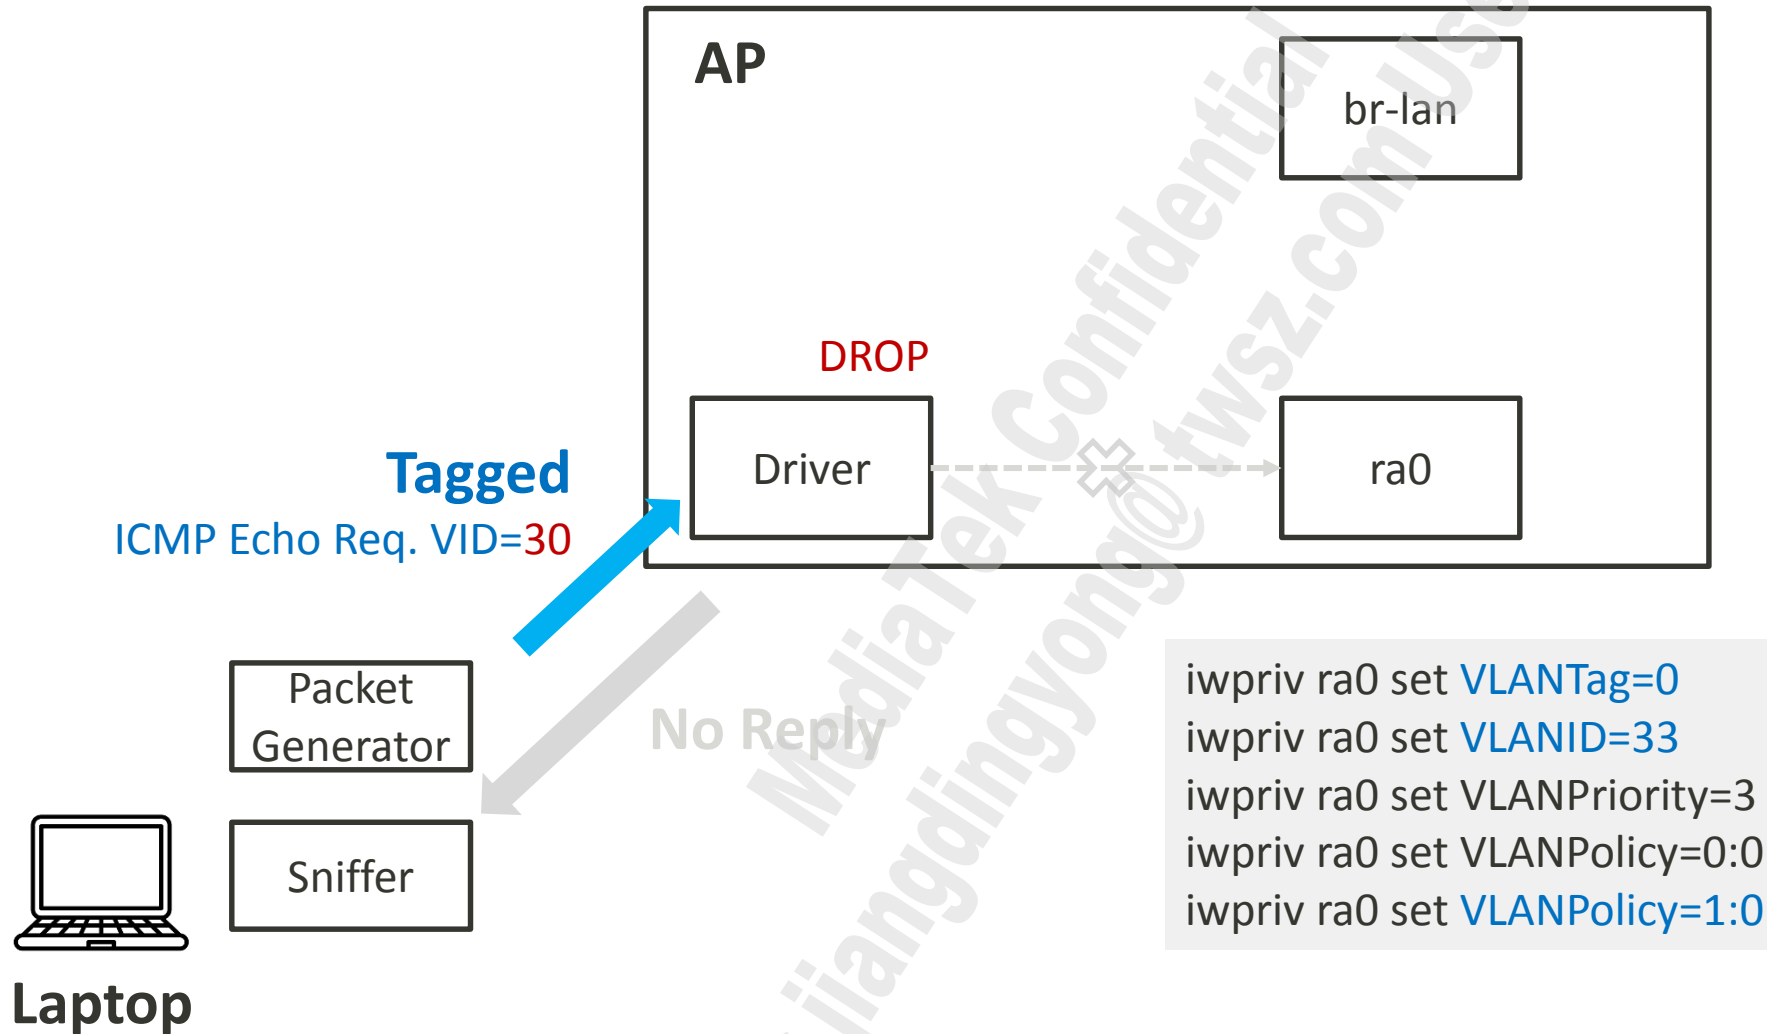 AP
br-lan
DROP
Driver
ra0
Tagged
ICMP Echo Req. VID=30
Packet
Generator
No Reply
Sniffer
Laptop
iwpriv ra0 set VLANTag=0
iwpriv ra0 set VLANID=33
iwpriv ra0 set VLANPriority=3
iwpriv ra0 set VLANPolicy=0:0
iwpriv ra0 set VLANPolicy=1:0
MediaTek Confidential
jiangdingyong@twsz.com Use